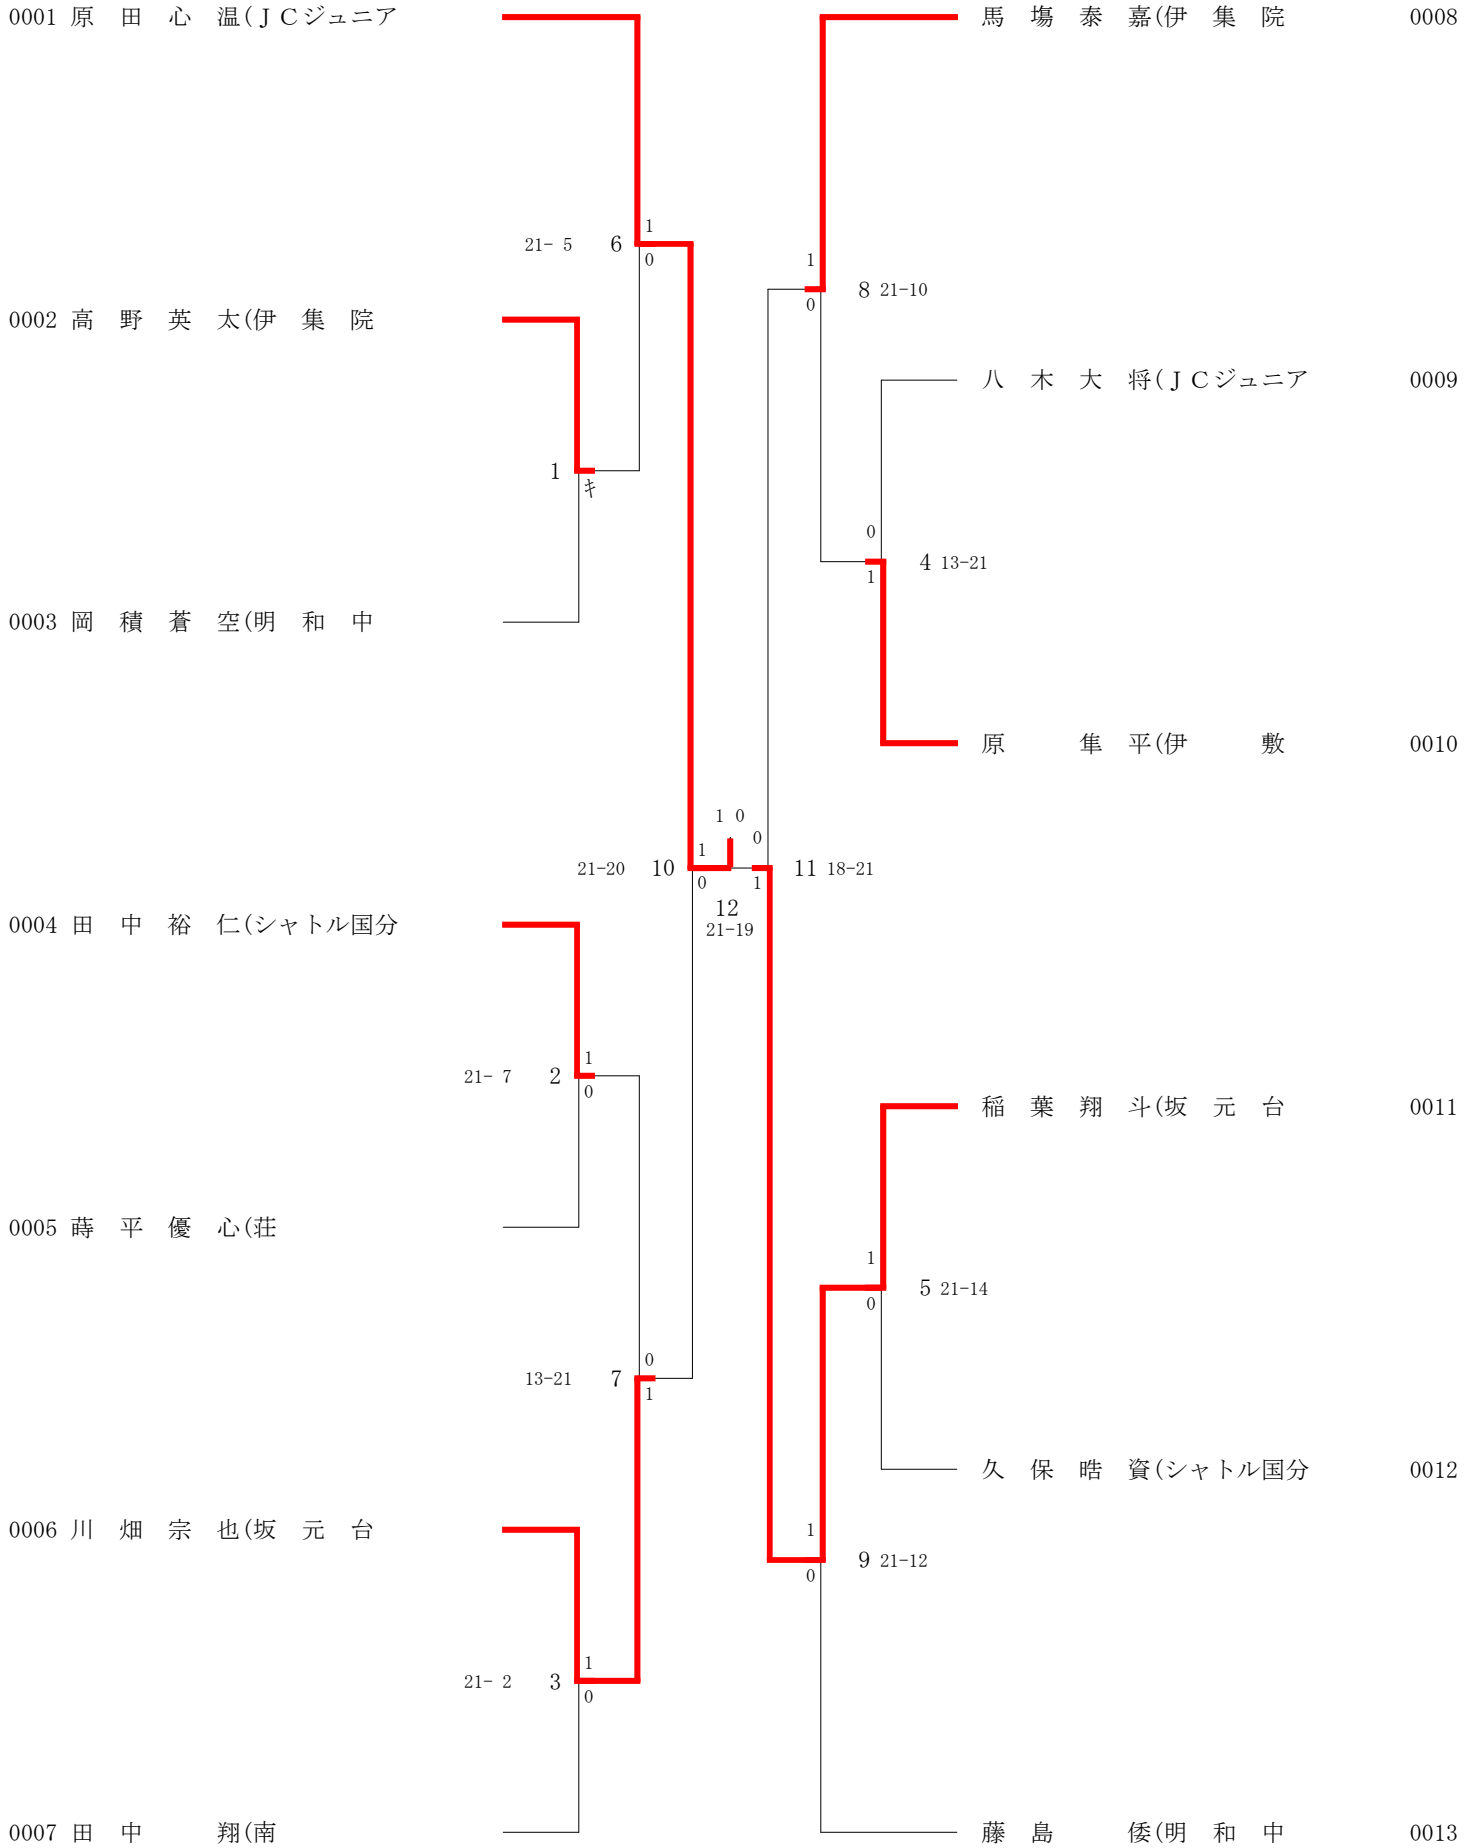 0001 原　田　心　温(ＪＣジュニア
馬　塲　泰　嘉(伊　集　院 0008
1
21- 5 6
0
1
8 21-10
0
0002 高　野　英　太(伊　集　院
八　木　大　将(ＪＣジュニア 0009
1
キ
0
4 13-21
1
0003 岡　積　蒼　空(明　和　中
原　　　隼　平(伊　　　敷 0010
1 0
1
21-20 10
0
0
11 18-21
1
12
21-19
0004 田　中　裕　仁(シャトル国分
1
21- 7 2
0
稲　葉　翔　斗(坂　元　台 0011
0005 蒔　平　優　心(荘
1
5 21-14
0
0
13-21 7
1
久　保　晧　資(シャトル国分 0012
0006 川　畑　宗　也(坂　元　台
1
9 21-12
0
1
21- 2 3
0
0007 田　中　　　翔(南
藤　島　　　倭(明　和　中 0013